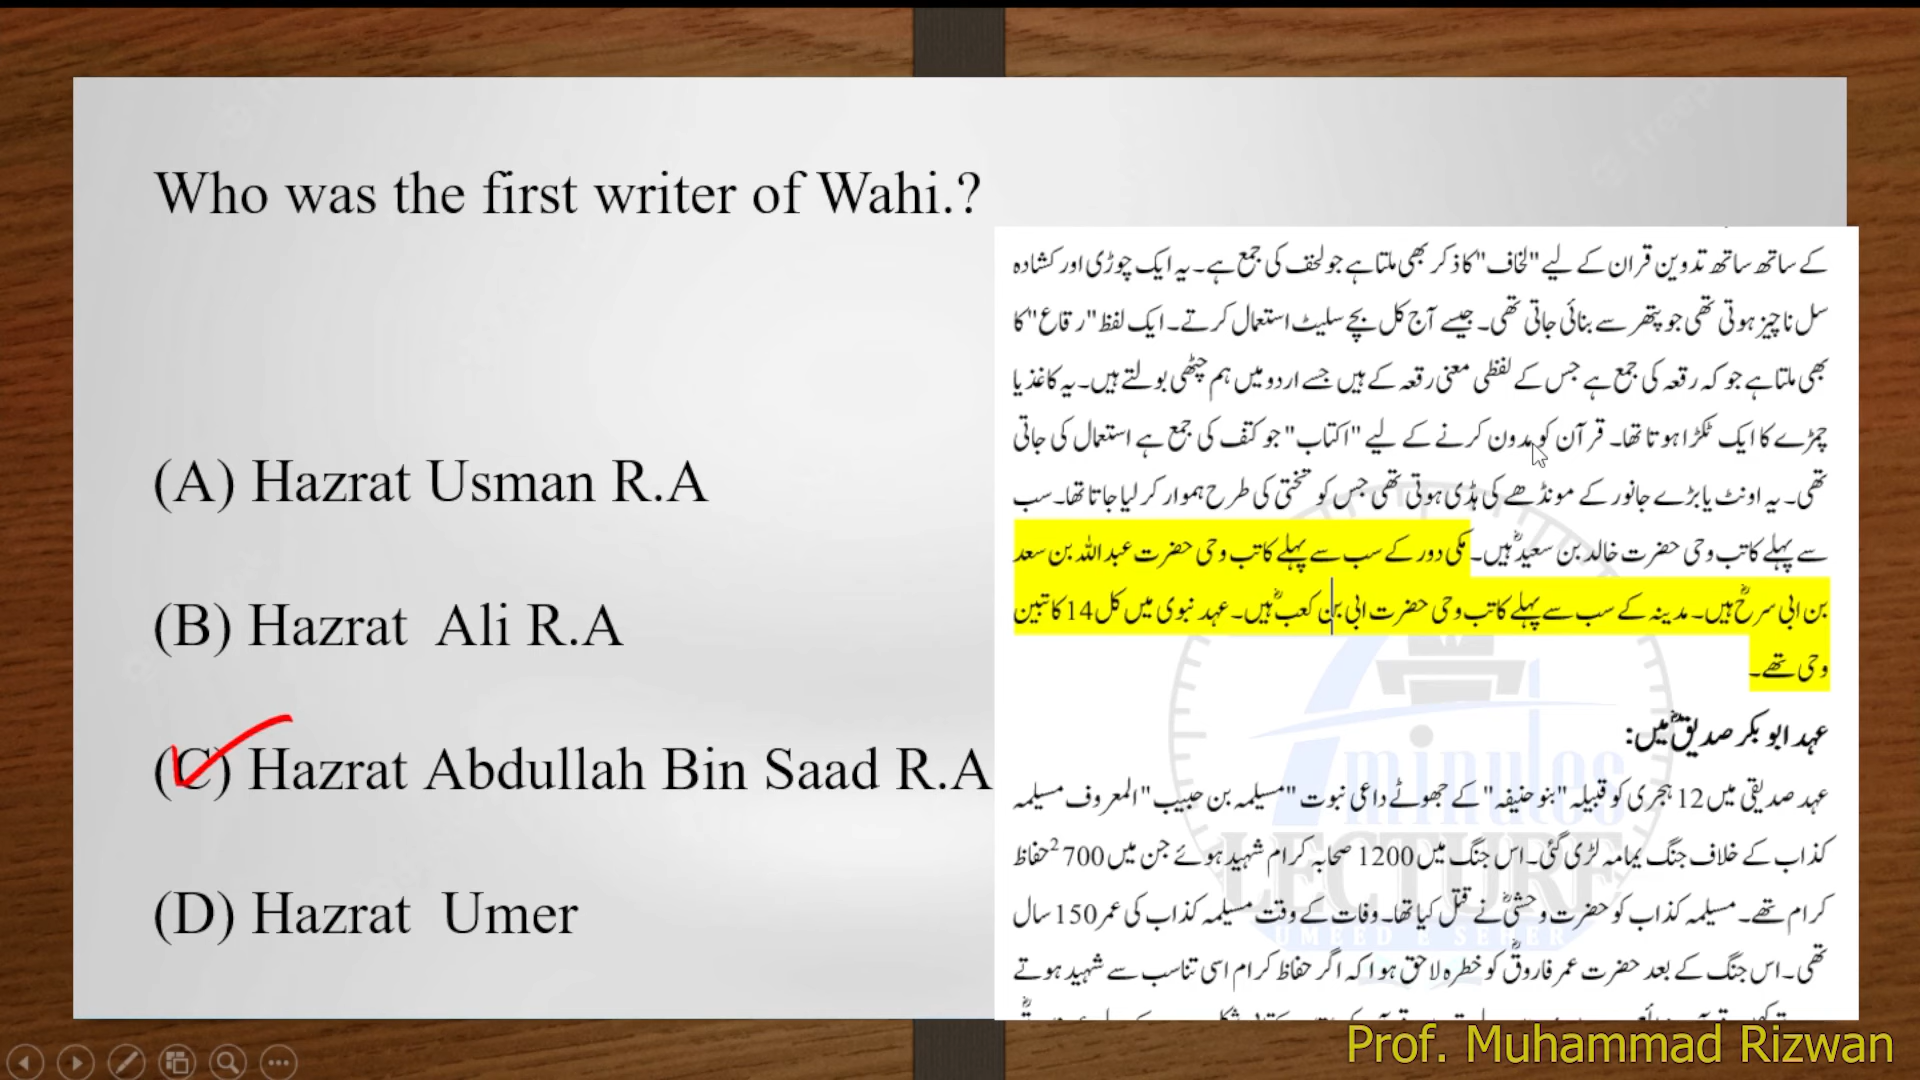 Who was the first writer of Wahi.?
(A) Hazrat Usman R.A
(B) Hazrat Ali R.A
(C) Hazrat Abdullah Bin Saad R.A
(D) Hazrat Umer
کے ساتھ ساتھ تدوین قران کے لیے "لخاف" کا ذکر بھی ملتا ہے جو لخف کی جمع ہے۔ یہ ایک چوڑی اور کشادہ
سل نا چیز ہوتی تھی جو پتھر سے بنائی جاتی تھی۔ جیسے آج کل بچے سلیٹ استعمال کرتے۔ ایک لفظ "رقاع" کا
بھی ملتا ہے جو کہ رقعہ کی جمع ہے جس کے لفظی معنی رقعہ کے ہیں جسے اردو میں ہم چٹھی بولتے ہیں۔ یہ کاغذ یا
چمڑے کا ایک ٹکڑا ہوتا تھا۔ قرآن کو مدون کرنے کے لیے "اکتاب" جو کتف کی جمع ہے استعمال کی جاتی
تھی۔ یہ اونٹ یا بڑے جانور کے مونڈھے کی ہڈی ہوتی تھی جس کو تختی کی طرح ہموار کر لیا جاتا تھا۔ سب
سے پہلے کاتب وحی حضرت خالد بن سعیدؓ ہیں۔ مکی دور کے سب سے پہلے کاتب وحی حضرت عبداللہ بن سعد
بن ابی سرحؓ ہیں۔ مدینہ کے سب سے پہلے کاتب وحی حضرت ابی بن کعبؓ ہیں۔ عہد نبوی میں کل 14 کاتبین
وحی تھے۔
عہد ابو بکر صدیقؓ میں:
عہد صدیقی میں 12 ہجری کو قبیلہ "بنو حنیفہ" کے جھوٹے داعی نبوت "مسیلمہ بن حبیب" المعروف مسیلمہ
کذاب کے خلاف جنگ یمامہ لڑی گئی۔ اس جنگ میں 1200 صحابہ کرام شہید ہوئے جن میں 700² حفاظ
کرام تھے۔ مسیلمہ کذاب کو حضرت وحشیؓ نے قتل کیا تھا۔ وفات کے وقت مسیلمہ کذاب کی عمر 150 سال
تھی۔ اس جنگ کے بعد حضرت عمر فاروقؓ کو خطرہ لاحق ہوا کہ اگر حفاظ کرام اسی تناسب سے شہید ہوتے
minutes
LECTURE
UMEED E SEHER
Prof. Muhammad Rizwan